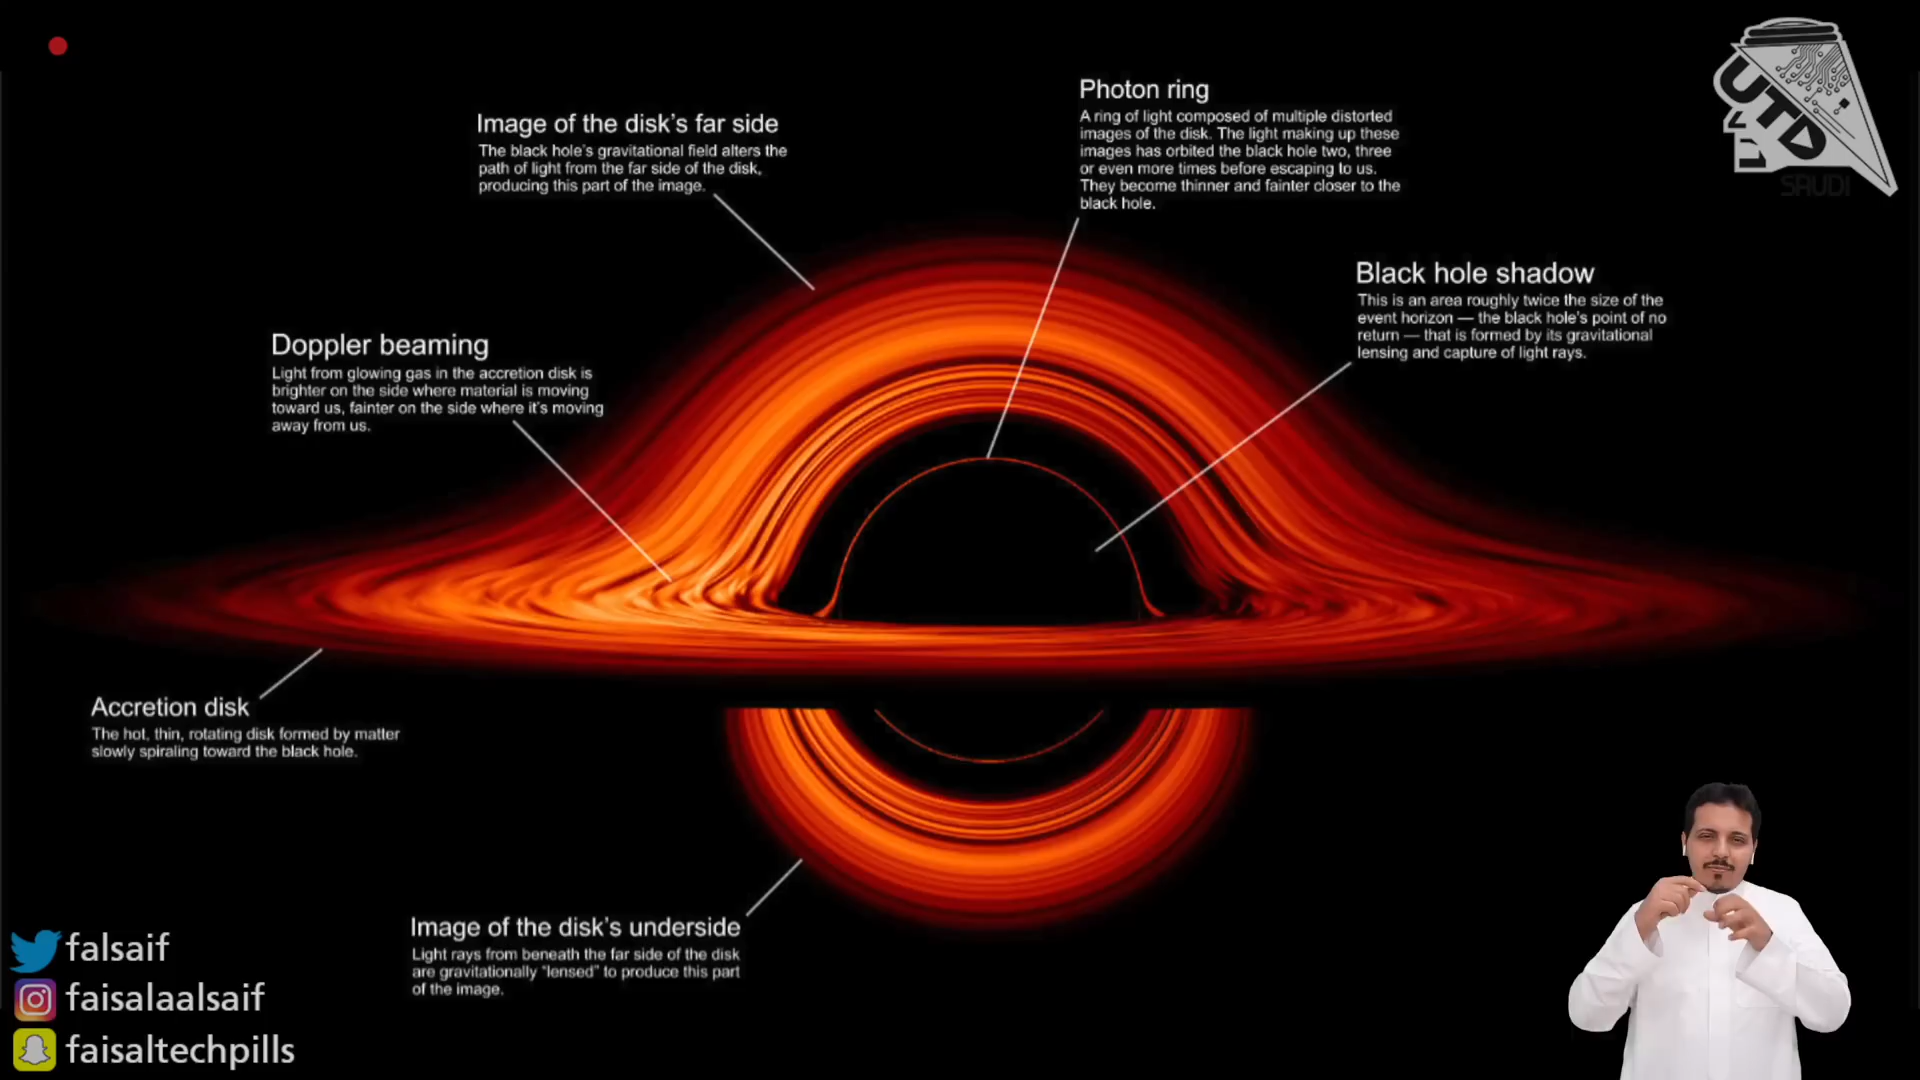 Photon ring
A ring of light composed of multiple distorted
images of the disk. The light making up these
images has orbited the black hole two, three
or even more times before escaping to us.
They become thinner and fainter closer to the
black hole.
Image of the disk's far side
The black hole's gravitational field alters the
path of light from the far side of the disk,
producing this part of the image.
UTD
SAUDI
Black hole shadow
This is an area roughly twice the size of the
event horizon — the black hole's point of no
return — that is formed by its gravitational
lensing and capture of light rays.
Doppler beaming
Light from glowing gas in the accretion disk is
brighter on the side where material is moving
toward us, fainter on the side where it's moving
away from us.
Accretion disk
The hot, thin, rotating disk formed by matter
slowly spiraling toward the black hole.
Image of the disk's underside
Light rays from beneath the far side of the disk
are gravitationally "lensed" to produce this part
of the image.
falsaif
faisalaalsaif
faisaltechpills